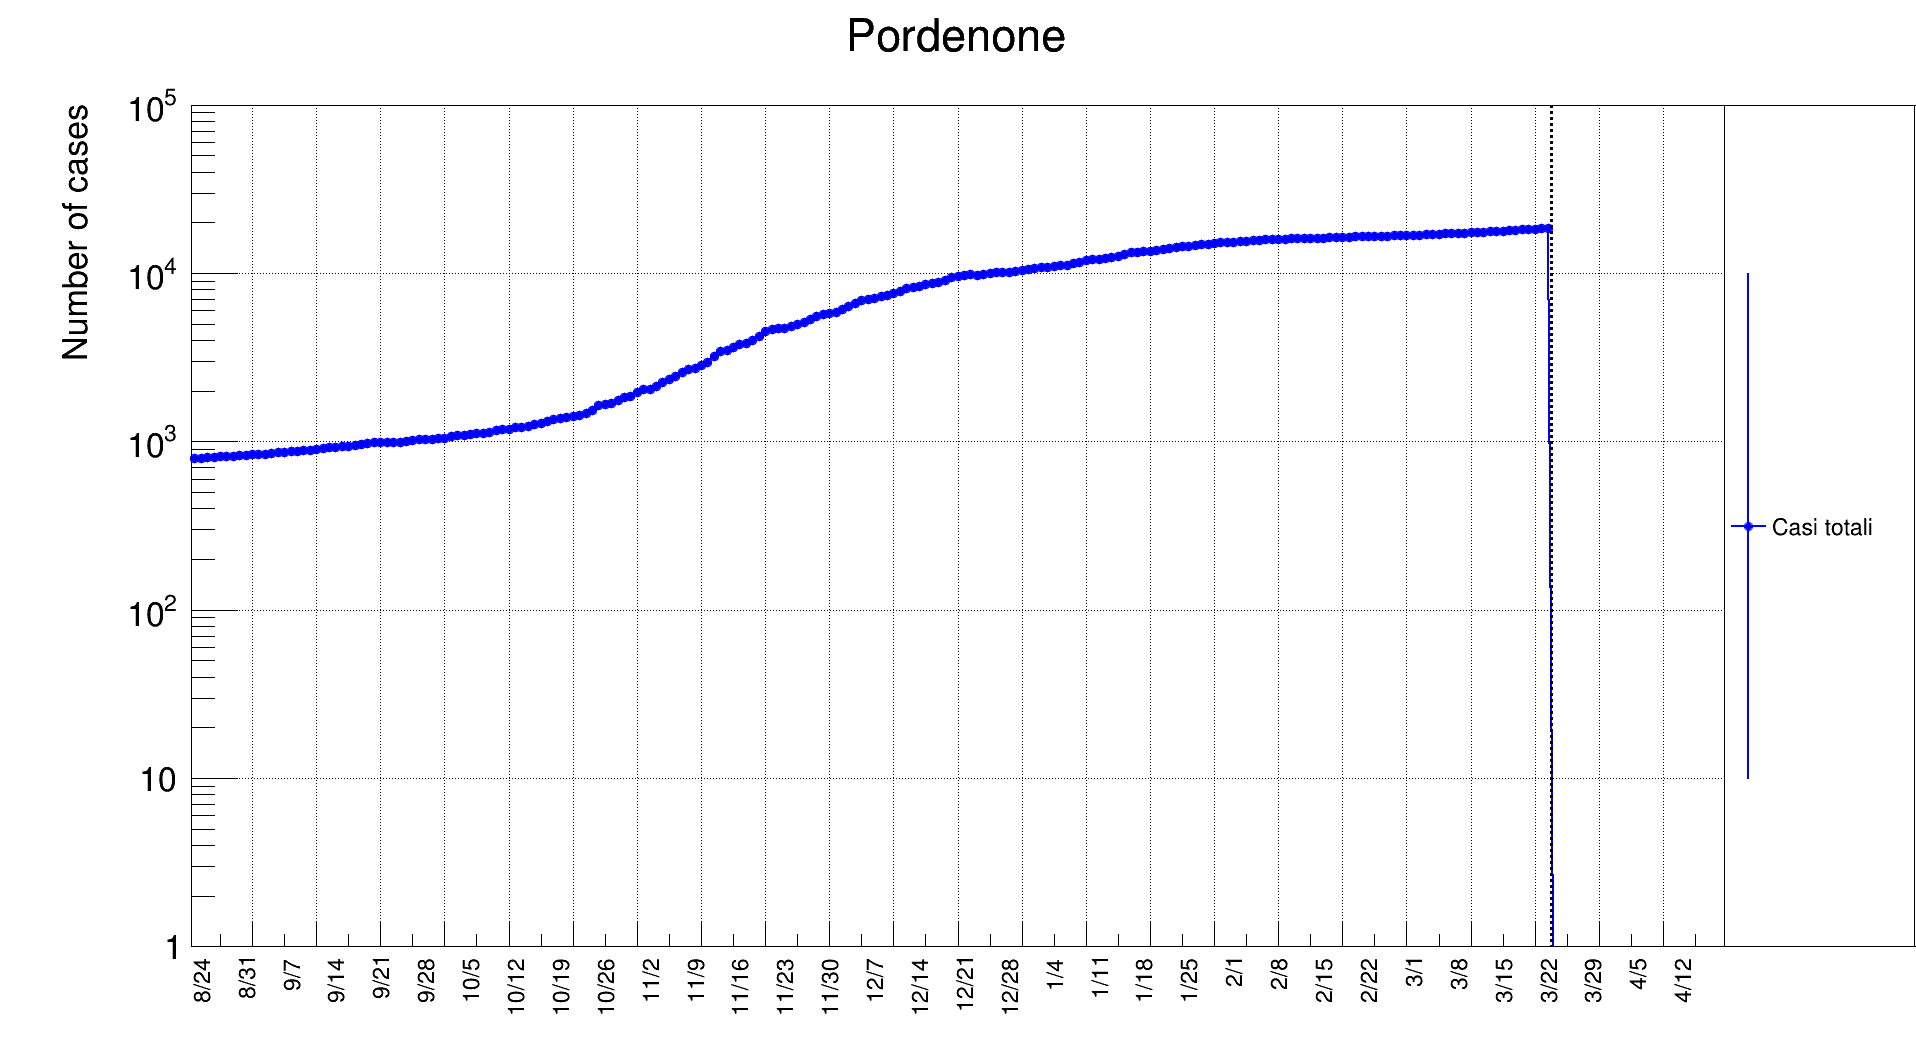 Pordenone
Number of cases
10^5
10^4
10^3
10^2
10
1
8/24 8/31 9/7 9/14 9/21 9/28 10/5 10/12 10/19 10/26 11/2 11/9 11/16 11/23 11/30 12/7 12/14 12/21 12/28 1/4 1/11 1/18 1/25 2/1 2/8 2/15 2/22 3/1 3/8 3/15 3/22 3/29 4/5 4/12
Casi totali